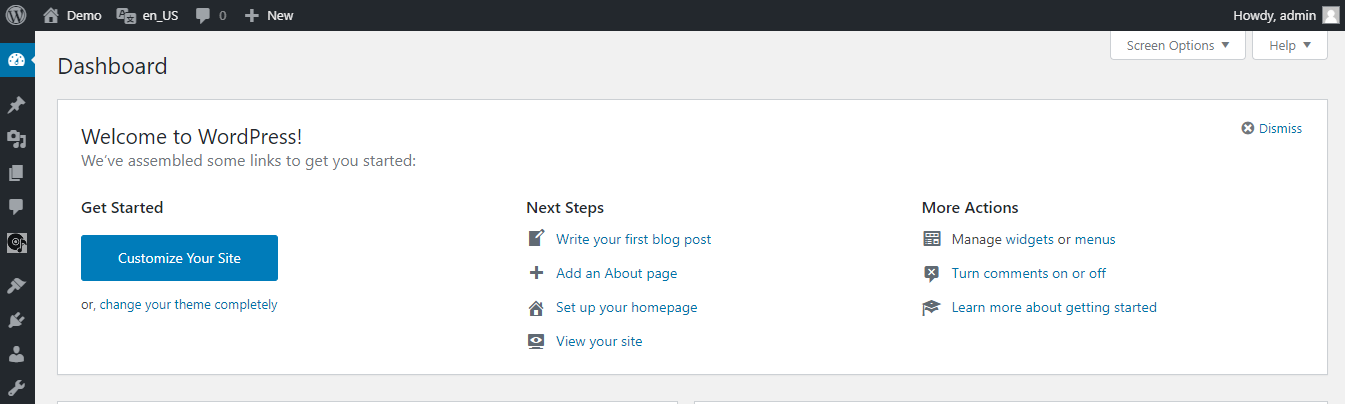 Demo en_US 0 New Howdy, admin
Screen Options Help
Dashboard
Welcome to WordPress!
Dismiss
We’ve assembled some links to get you started:
Get Started
Customize Your Site
or, change your theme completely
Next Steps
Write your first blog post
Add an About page
Set up your homepage
View your site
More Actions
Manage widgets or menus
Turn comments on or off
Learn more about getting started